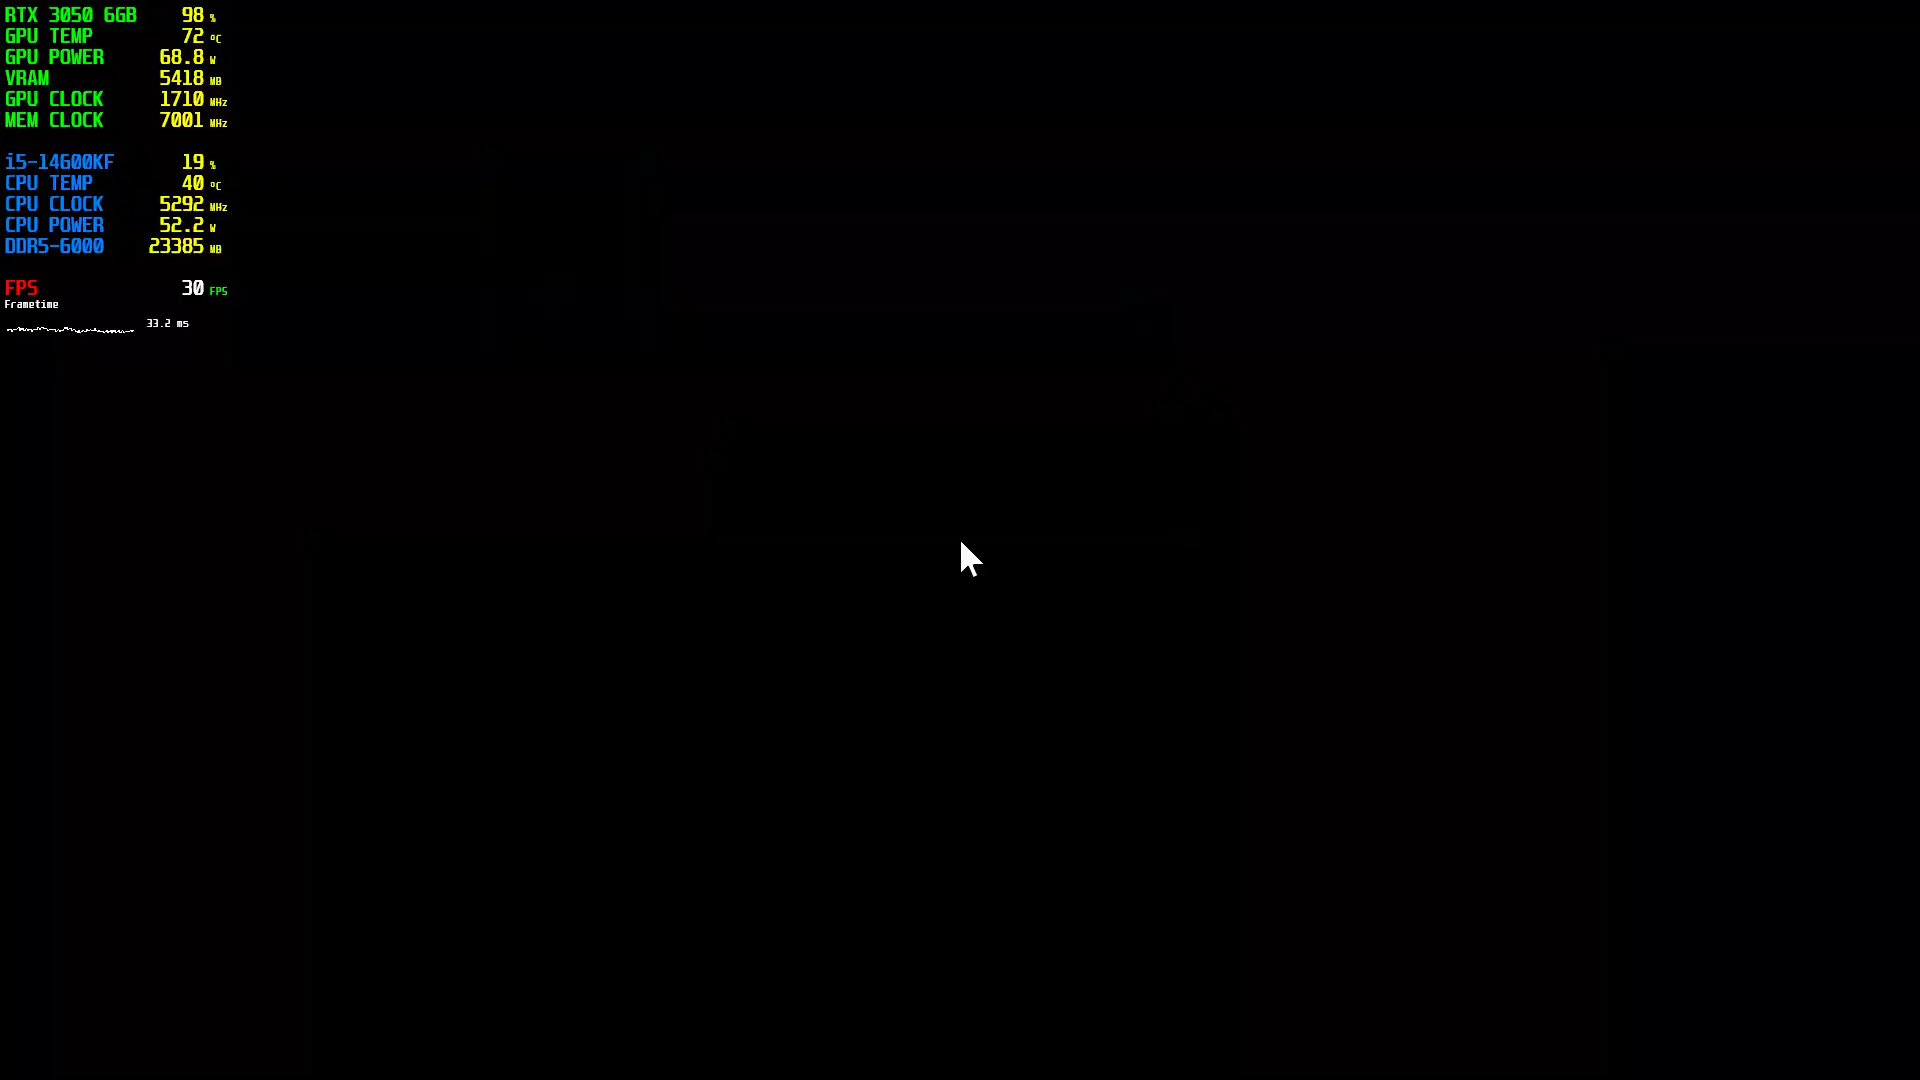 RTX 3050 6GB 98 %
GPU TEMP 72 °C
GPU POWER 68.8 W
VRAM 5418 MB
GPU CLOCK 1710 MHz
MEM CLOCK 7001 MHz
i5-14600KF 19 %
CPU TEMP 40 °C
CPU CLOCK 5292 MHz
CPU POWER 52.2 W
DDR5-6000 23385 MB
FPS 30 FPS
Frametime
33.2 ms